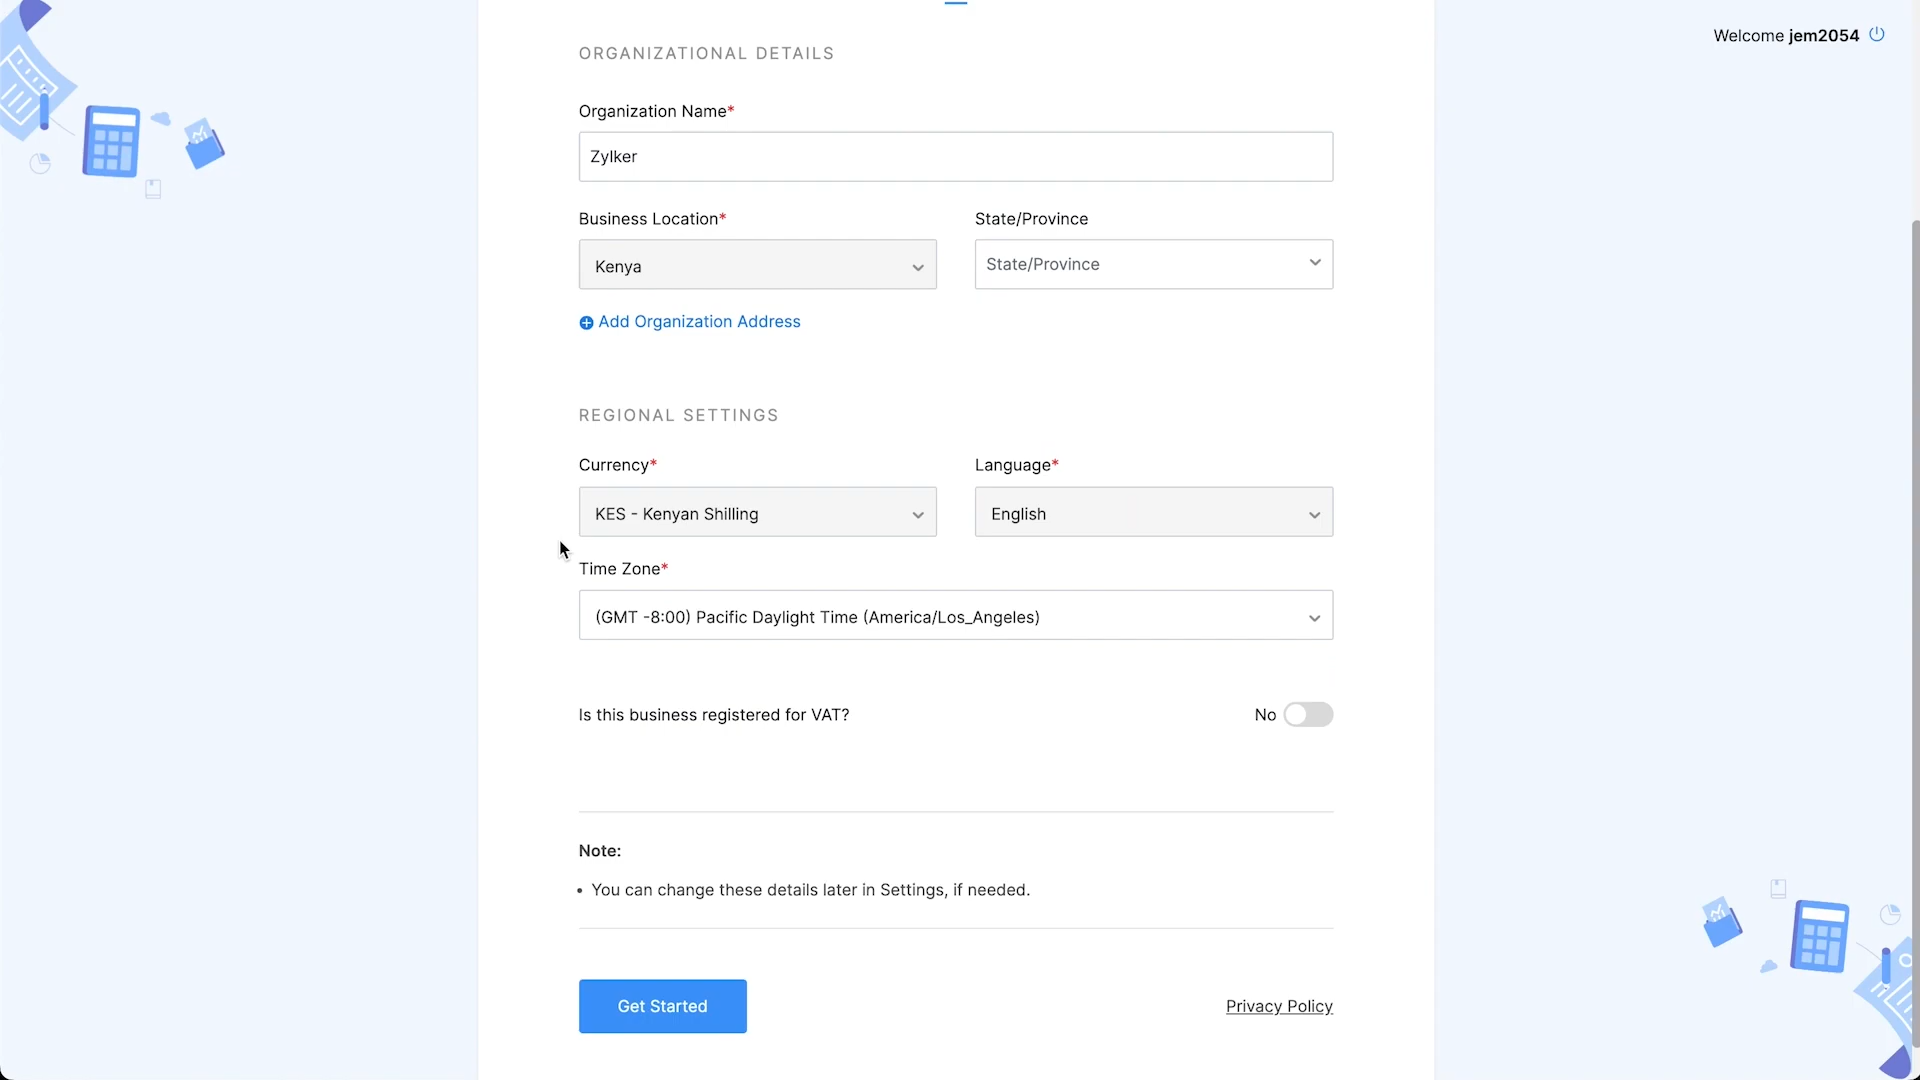 Welcome jem2054
ORGANIZATIONAL DETAILS
Organization Name*
Zylker
Business Location* State/Province
Kenya State/Province
Add Organization Address
REGIONAL SETTINGS
Currency* Language*
KES - Kenyan Shilling English
Time Zone*
(GMT -8:00) Pacific Daylight Time (America/Los_Angeles)
Is this business registered for VAT? No
Note:
• You can change these details later in Settings, if needed.
Get Started Privacy Policy